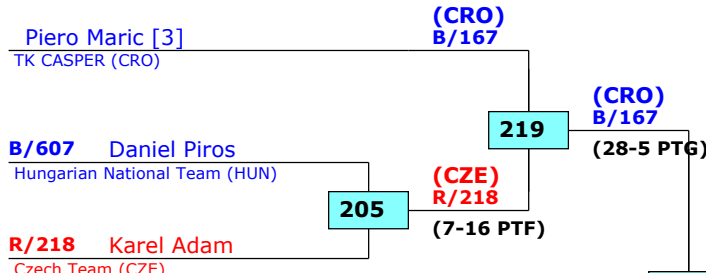 (CRO)
Piero Maric [3]
B/167
TK CASPER (CRO)
(CRO)
B/167
219
B/607 Daniel Piros
(28-5 PTG)
Hungarian National Team (HUN)
(CZE)
R/218
205
(7-16 PTF)
R/218 Karel Adam
Czech Team (CZE)